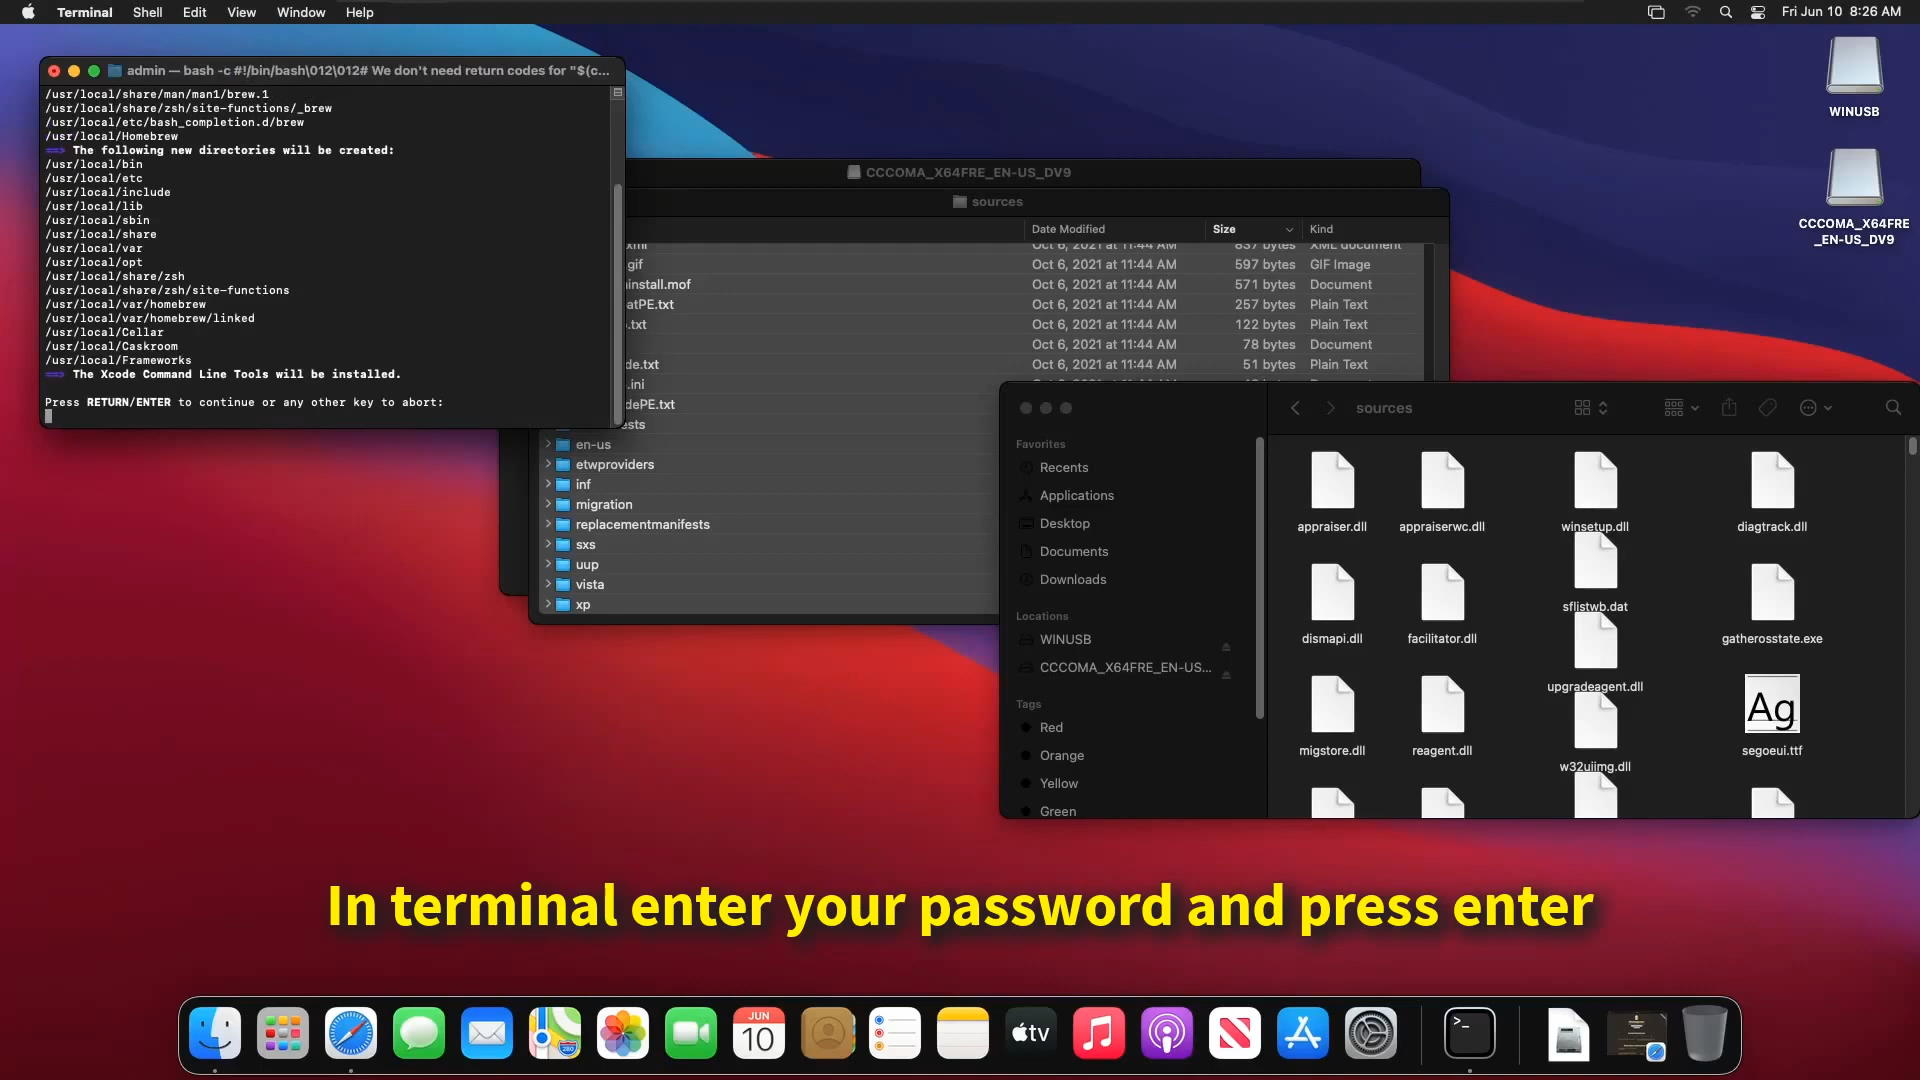 Terminal Shell Edit View Window Help
Fri Jun 10 8:26 AM
admin — bash -c #!/bin/bash\012\012# We don't need return codes for "$(c...
/usr/local/share/man/man1/brew.1
/usr/local/share/zsh/site-functions/_brew
/usr/local/etc/bash_completion.d/brew
/usr/local/Homebrew
==> The following new directories will be created:
/usr/local/bin
/usr/local/etc
/usr/local/include
/usr/local/lib
/usr/local/sbin
/usr/local/share
/usr/local/var
/usr/local/opt
/usr/local/share/zsh
/usr/local/share/zsh/site-functions
/usr/local/var/homebrew
/usr/local/var/homebrew/linked
/usr/local/Cellar
/usr/local/Caskroom
/usr/local/Frameworks
==> The Xcode Command Line Tools will be installed.
Press RETURN/ENTER to continue or any other key to abort:
WINUSB
CCCOMA_X64FRE
_EN-US_DV9
CCCOMA_X64FRE_EN-US_DV9
sources
Date Modified Size Kind
.xml Oct 6, 2021 at 11:44 AM 837 bytes XML document
.gif Oct 6, 2021 at 11:44 AM 597 bytes GIF Image
install.mof Oct 6, 2021 at 11:44 AM 571 bytes Document
atPE.txt Oct 6, 2021 at 11:44 AM 257 bytes Plain Text
.txt Oct 6, 2021 at 11:44 AM 122 bytes Plain Text
Oct 6, 2021 at 11:44 AM 78 bytes Document
de.txt Oct 6, 2021 at 11:44 AM 51 bytes Plain Text
.ini
dePE.txt
ests
en-us
etwproviders
inf
migration
replacementmanifests
sxs
uup
vista
xp
sources
Favorites
Recents
Applications
Desktop
Documents
Downloads
Locations
WINUSB
CCCOMA_X64FRE_EN-US...
Tags
Red
Orange
Yellow
Green
appraiser.dll appraiserwc.dll winsetup.dll diagtrack.dll
sflistwb.dat
dismapi.dll facilitator.dll gatherosstate.exe
upgradeagent.dll
Ag
migstore.dll reagent.dll segoeui.ttf
w32uiimg.dll
In terminal enter your password and press enter
JUN
10
tv
280
>_